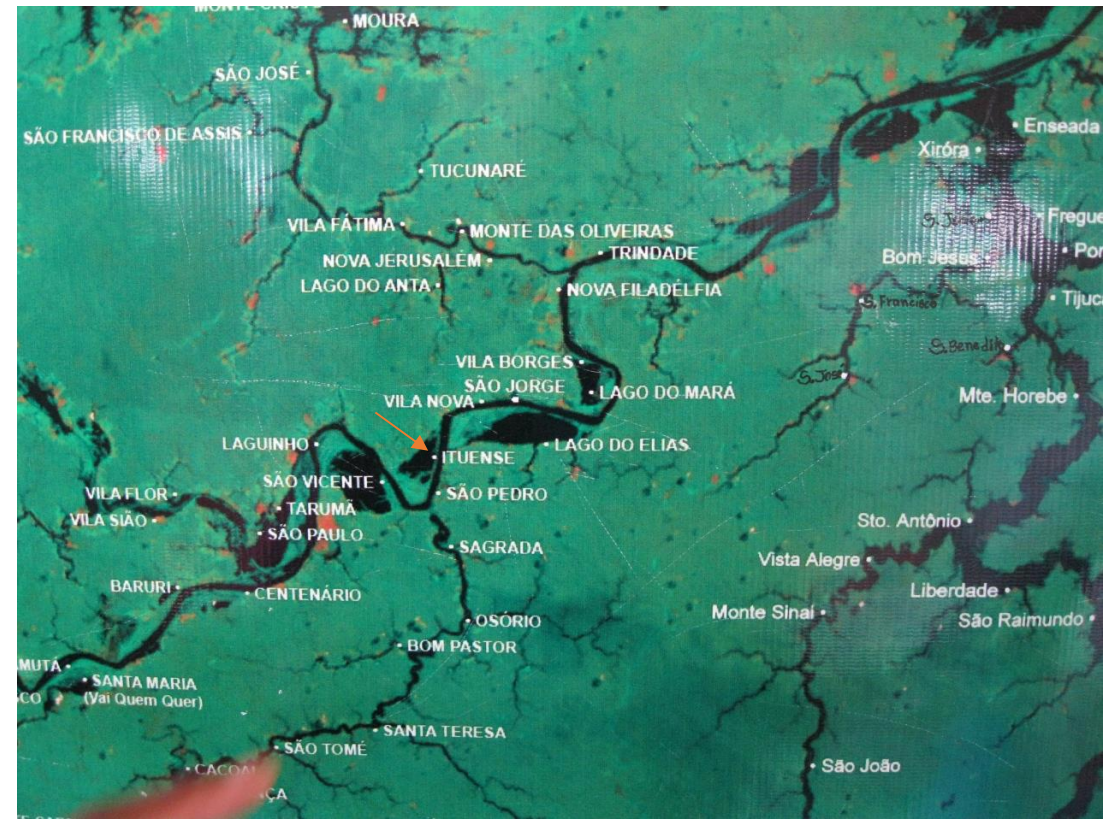 MOURA
SÃO JOSÉ
SÃO FRANCISCO DE ASSIS
Enseada
Xiróra
TUCUNARÉ
VILA FÁTIMA
MONTE DAS OLIVEIRAS
NOVA JERUSALÉM
TRINDADE
Bom Jesus
LAGO DO ANTA
NOVA FILADÉLFIA
S. Francisco
S. Benedito
VILA BORGES
S. José
SÃO JORGE
LAGO DO MARÁ
VILA NOVA
Mte. Horebe
LAGUINHO
LAGO DO ELIAS
ITUENSE
SÃO VICENTE
SÃO PEDRO
VILA FLOR
TARUMÃ
VILA SIÃO
SÃO PAULO
Sto. Antônio
SAGRADA
Vista Alegre
BARURI
CENTENÁRIO
Liberdade
Monte Sinai
OSÓRIO
São Raimundo
BOM PASTOR
SANTA MARIA
(Vai Quem Quer)
SANTA TERESA
SÃO TOMÉ
São João